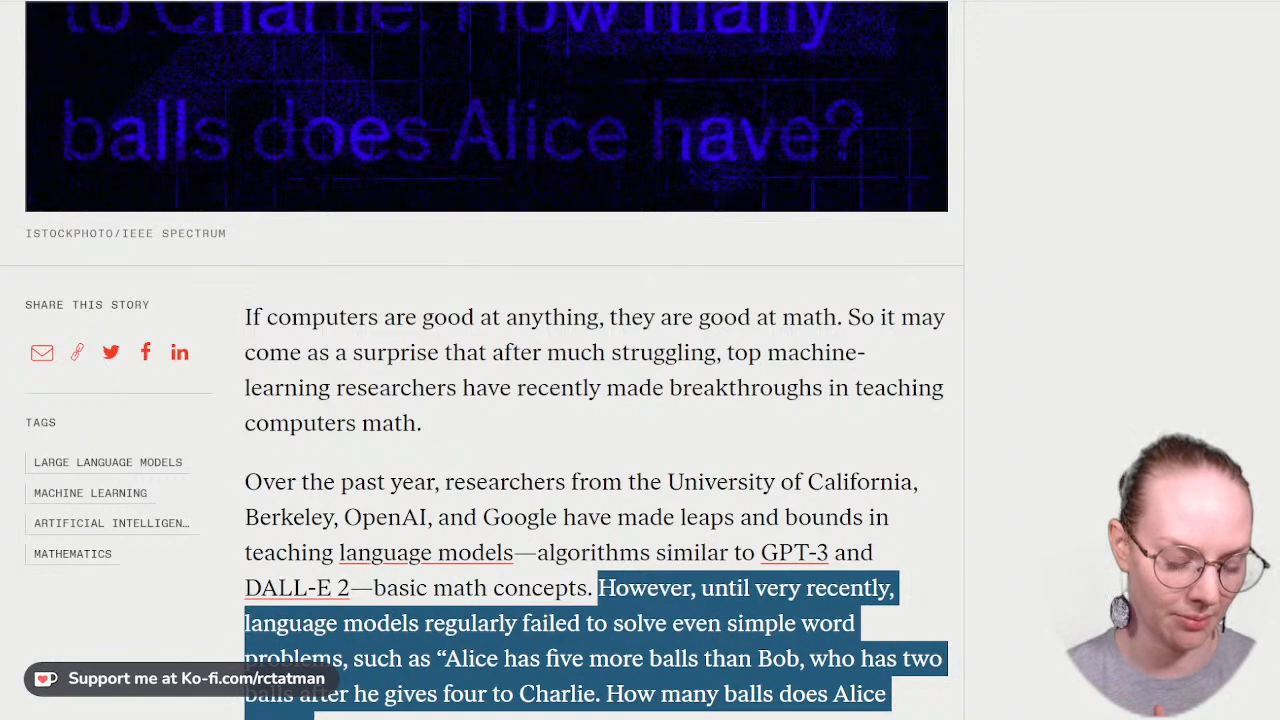 to Charlie. How many
balls does Alice have?
ISTOCKPHOTO/IEEE SPECTRUM
SHARE THIS STORY
TAGS
LARGE LANGUAGE MODELS
MACHINE LEARNING
ARTIFICIAL INTELLIGEN…
MATHEMATICS
If computers are good at anything, they are good at math. So it may
come as a surprise that after much struggling, top machine-
learning researchers have recently made breakthroughs in teaching
computers math.
Over the past year, researchers from the University of California,
Berkeley, OpenAI, and Google have made leaps and bounds in
teaching language models—algorithms similar to GPT-3 and
DALL-E 2—basic math concepts. However, until very recently,
language models regularly failed to solve even simple word
problems, such as “Alice has five more balls than Bob, who has two
balls after he gives four to Charlie. How many balls does Alice
Support me at Ko-fi.com/rctatman